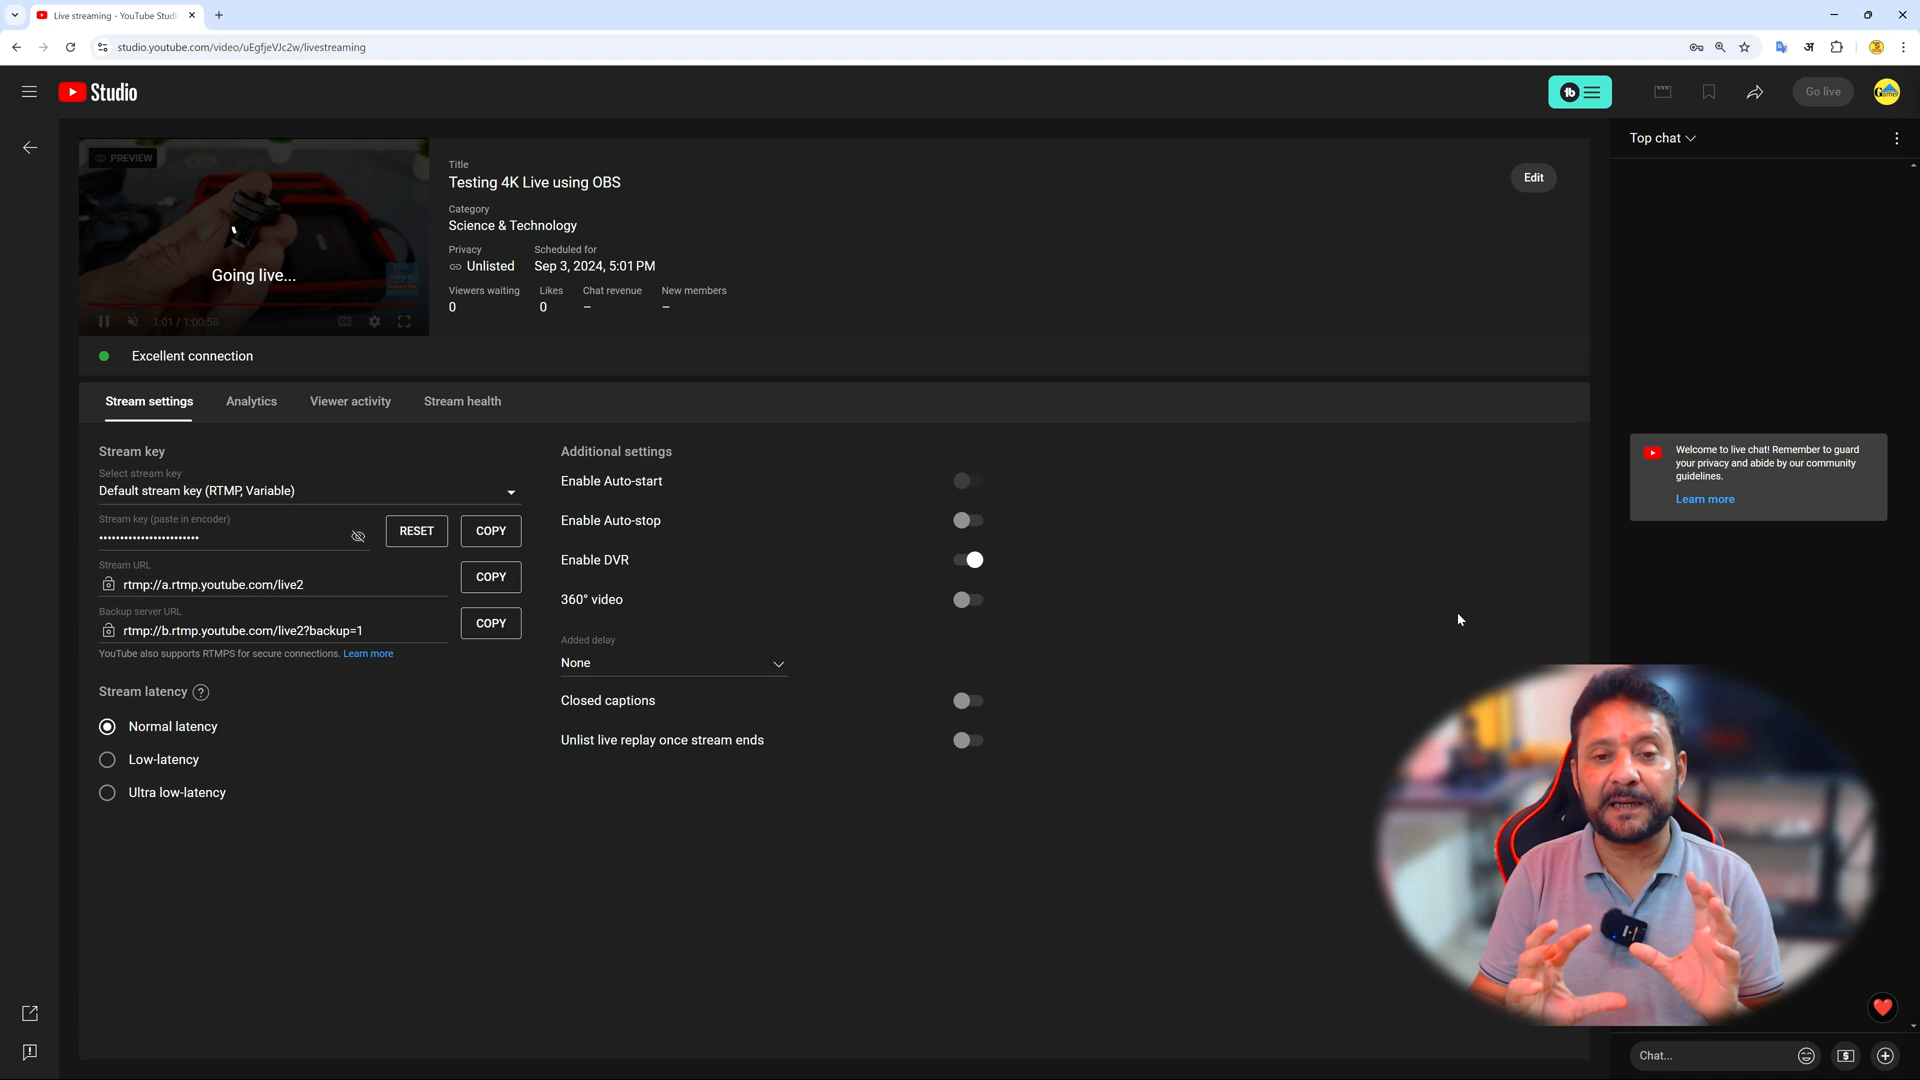 Live streaming - YouTube Studi
studio.youtube.com/video/uEgfjeVJc2w/livestreaming
अ
Studio
tb
Go live
PREVIEW
Going live...
1:01 / 1:00:58
Excellent connection
Title
Testing 4K Live using OBS
Edit
Category
Science & Technology
Privacy Scheduled for
Unlisted Sep 3, 2024, 5:01 PM
Viewers waiting Likes Chat revenue New members
0 0 – –
Stream settings Analytics Viewer activity Stream health
Stream key
Select stream key
Default stream key (RTMP, Variable)
Stream key (paste in encoder)
•••••••••••••••••••••••• RESET COPY
Stream URL
rtmp://a.rtmp.youtube.com/live2 COPY
Backup server URL
rtmp://b.rtmp.youtube.com/live2?backup=1 COPY
YouTube also supports RTMPS for secure connections. Learn more
Stream latency ?
Normal latency
Low-latency
Ultra low-latency
Additional settings
Enable Auto-start
Enable Auto-stop
Enable DVR
360° video
Added delay
None
Closed captions
Unlist live replay once stream ends
Top chat
Welcome to live chat! Remember to guard
your privacy and abide by our community
guidelines.
Learn more
Chat...